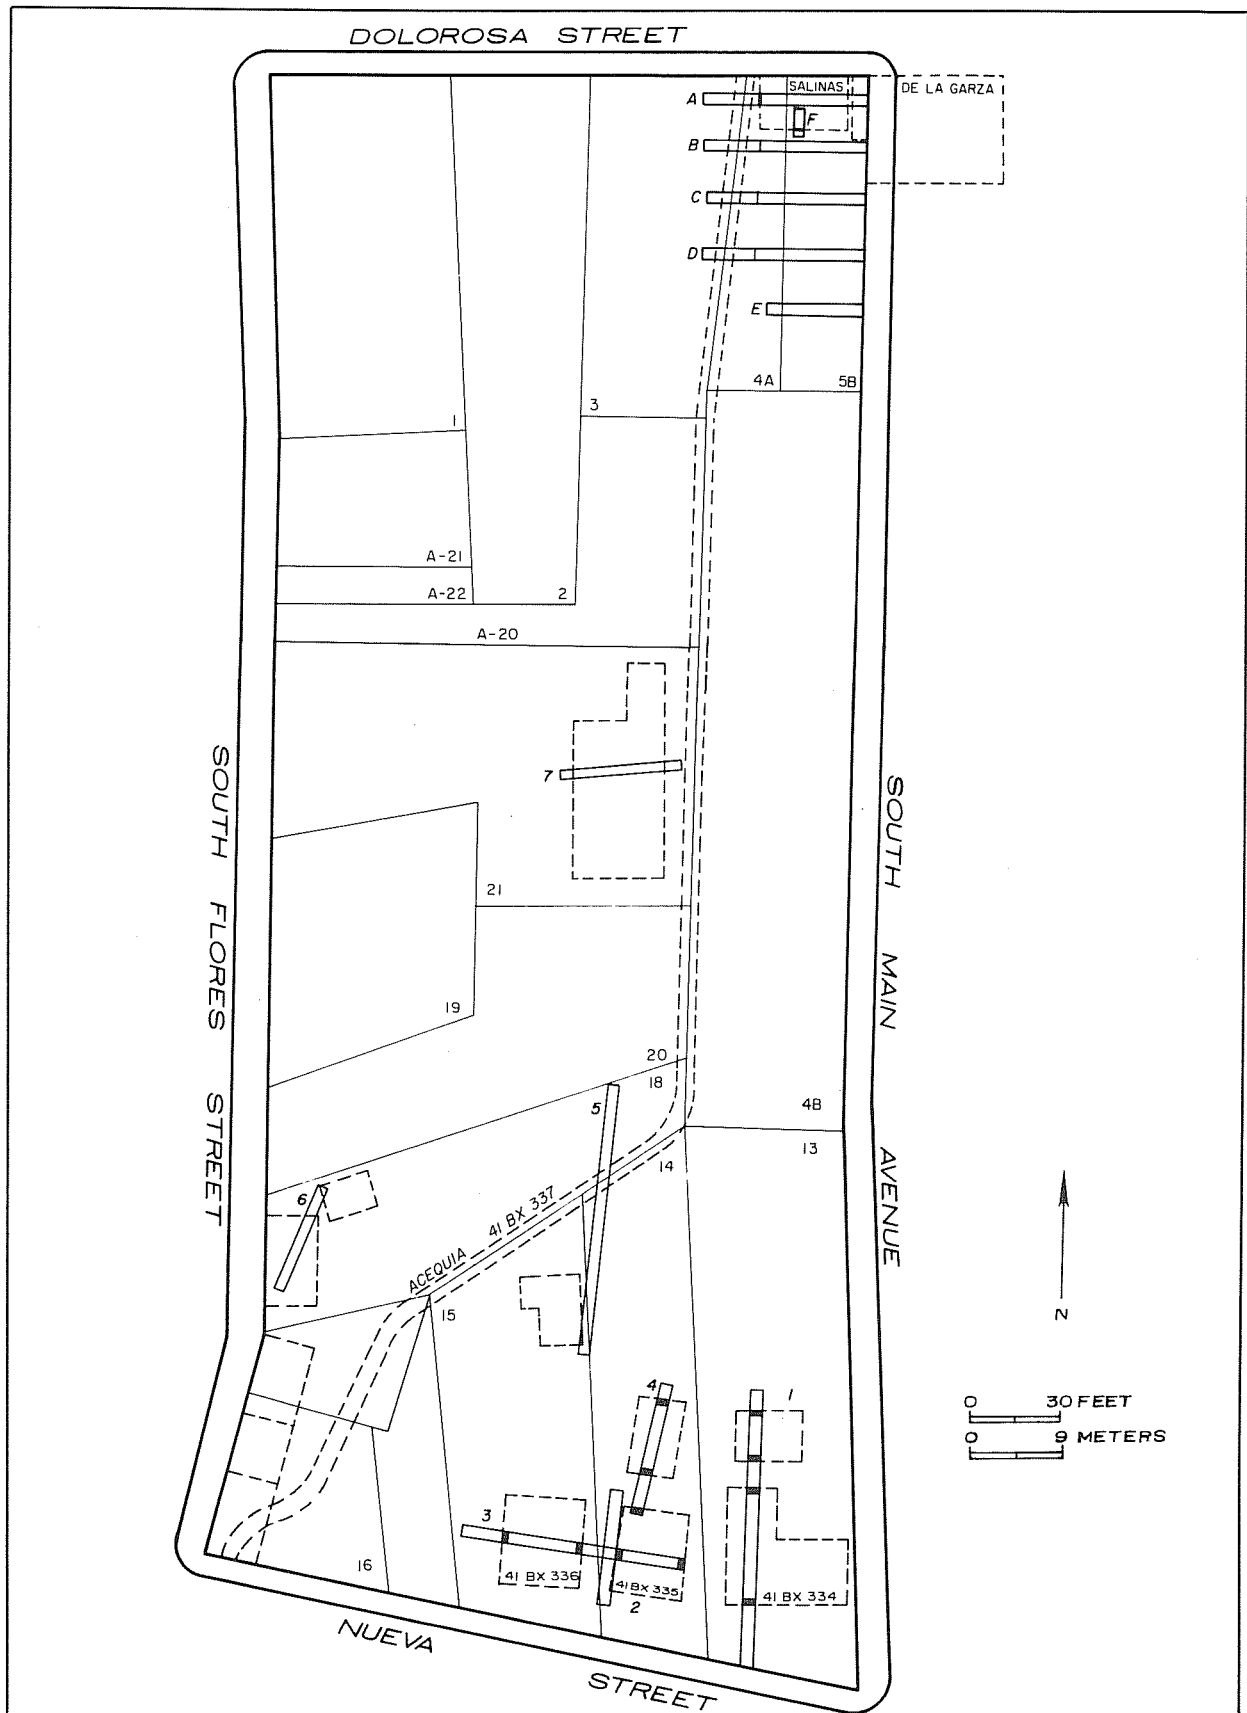 DOLOROSA STREET
SALINAS
DE LA GARZA
A
F
B
C
D
E
4A
5B
3
1
A-21
A-22
2
A-20
7
21
SOUTH FLORES STREET
SOUTH MAIN AVENUE
19
20
18
5
4B
13
14
6
ACEQUIA 41 BX 337
15
N
4
1
0 30 FEET
0 9 METERS
3
16
41 BX 336
41 BX 335
41 BX 334
2
NUEVA STREET